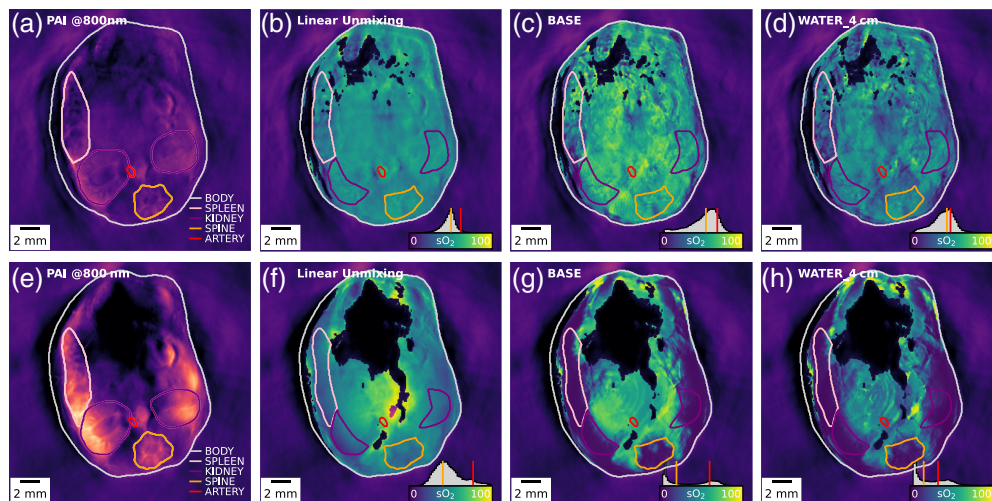 (a) PAI @800nm
BODY
SPLEEN
KIDNEY
SPINE
ARTERY
2 mm
(b) Linear Unmixing
2 mm
0 sO2 100
(c) BASE
2 mm
0 sO2 100
(d) WATER_4 cm
2 mm
0 sO2 100
(e) PAI @800 nm
BODY
SPLEEN
KIDNEY
SPINE
ARTERY
2 mm
(f) Linear Unmixing
2 mm
0 sO2 100
(g) BASE
2 mm
0 sO2 100
(h) WATER_4 cm
2 mm
0 sO2 100